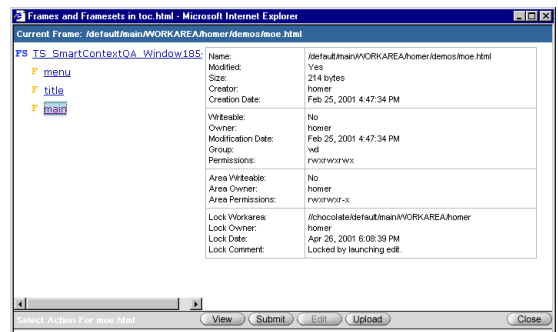 Frames and Framesets in toc.html - Microsoft Internet Explorer
Current Frame: /default/main/WORKAREA/homer/demos/moe.html
FS TS_SmartContextQA_Window185
F menu
F title
F main
Name: /default/main/WORKAREA/homer/demos/moe.html
Modified: Yes
Size: 214 bytes
Creator: homer
Creation Date: Feb 25, 2001 4:47:34 PM
Writeable: No
Owner: homer
Modification Date: Feb 25, 2001 4:47:34 PM
Group: wd
Permissions: rwxrwxrwx
Area Writeable: No
Area Owner: homer
Area Permissions: rwxrwxr-x
Lock Workarea: //chocolate/default/main/WORKAREA/homer
Lock Owner: homer
Lock Date: Apr 26, 2001 6:08:39 PM
Lock Comment: Locked by launching edit.
Select Action For moe.html View Submit Edit Upload Close